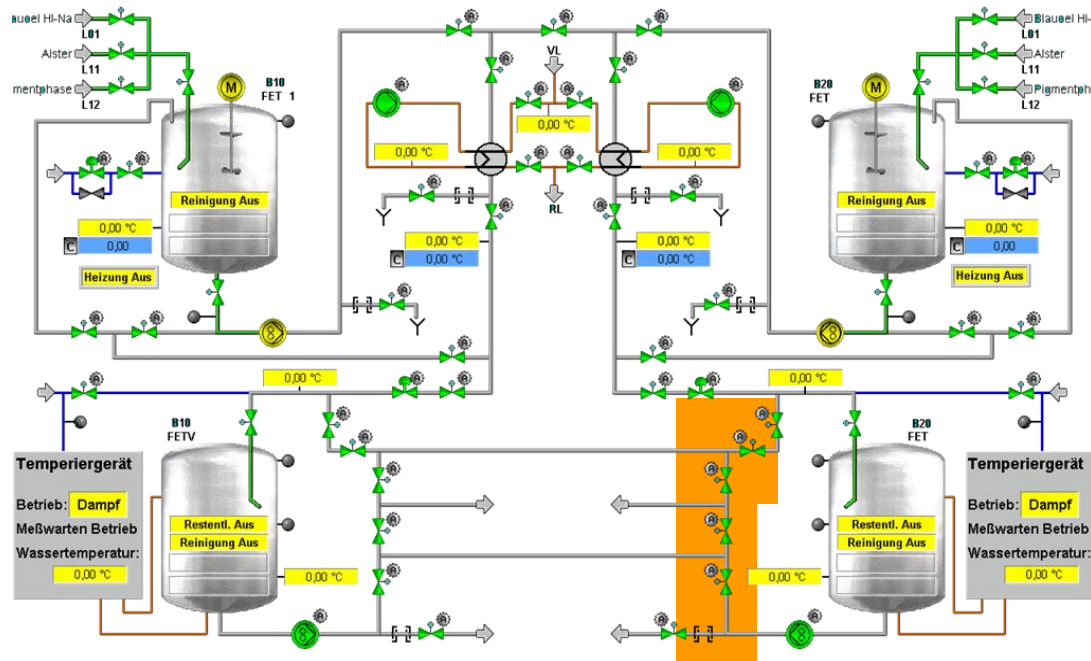 auoel HI-Na
L01
Alster
L11
mentphase
L12
B10
FET 1
M
A
VL
0,00 °C
0,00 °C
0,00 °C
RL
B20
FET
M
Blauoel HI-
L01
Alster
L11
Pigmentph
L12
Reinigung Aus
0,00 °C
C 0,00
Heizung Aus
0,00 °C
C 0,00 °C
0,00 °C
C 0,00 °C
Reinigung Aus
0,00 °C
C 0,00
Heizung Aus
0,00 °C
0,00 °C
B10
FETV
B20
FET
Temperiergerät
Betrieb: Dampf
Meßwarten Betrieb
Wassertemperatur:
0,00 °C
Restentl. Aus
Reinigung Aus
0,00 °C
Restentl. Aus
Reinigung Aus
0,00 °C
Temperiergerät
Betrieb: Dampf
Meßwarten Betrieb
Wassertemperatur:
0,00 °C